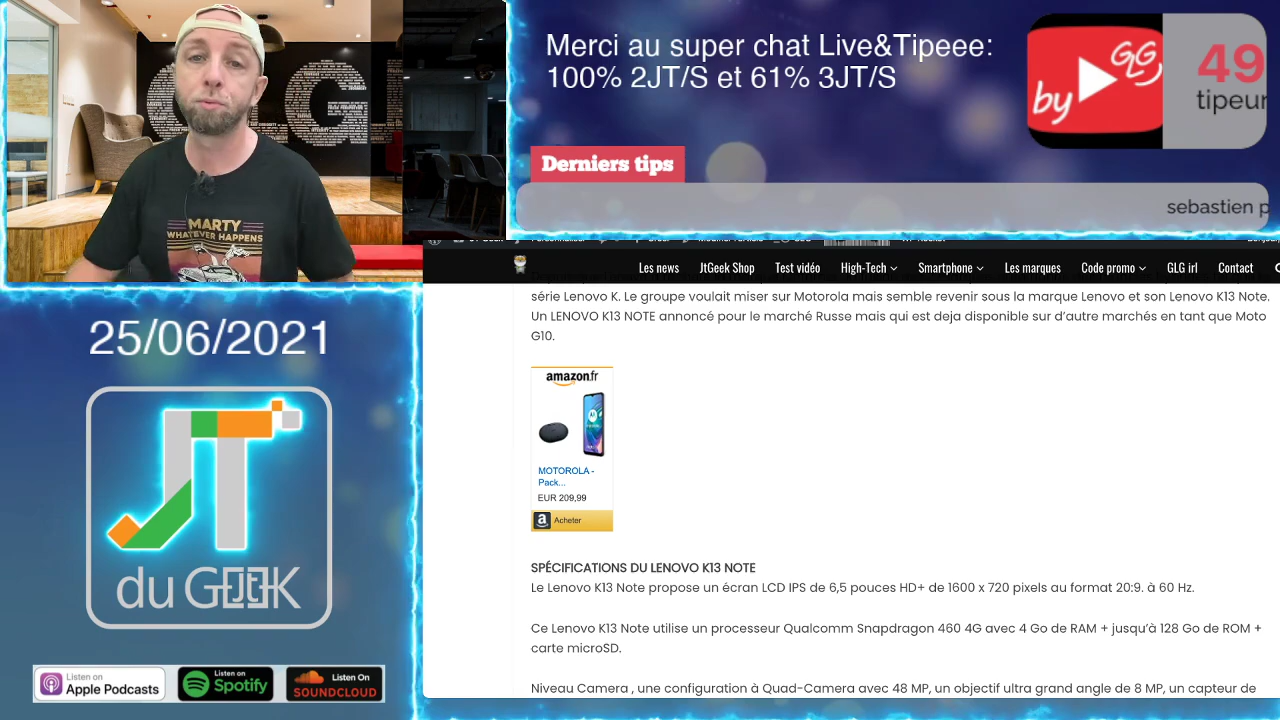 MARTY
WHATEVER HAPPENS
Merci au super chat Live&Tipeee:
100% 2JT/S et 61% 3JT/S
by
GG
49
tipeur
Derniers tips
sebastien p
25/06/2021
JT
du GEEK
Jt
Listen on
Apple Podcasts
Listen on
Spotify
Listen On
SOUNDCLOUD
Les news
JtGeek Shop
Test vidéo
High-Tech
Smartphone
Les marques
Code promo
GLG irl
Contact
série Lenovo K. Le groupe voulait miser sur Motorola mais semble revenir sous la marque Lenovo et son Lenovo K13 Note.
Un LENOVO K13 NOTE annoncé pour le marché Russe mais qui est deja disponible sur d’autre marchés en tant que Moto
G10.
amazon.fr
MOTOROLA -
Pack...
EUR 209,99
a Acheter
SPÉCIFICATIONS DU LENOVO K13 NOTE
Le Lenovo K13 Note propose un écran LCD IPS de 6,5 pouces HD+ de 1600 x 720 pixels au format 20:9. à 60 Hz.
Ce Lenovo K13 Note utilise un processeur Qualcomm Snapdragon 460 4G avec 4 Go de RAM + jusqu’à 128 Go de ROM +
carte microSD.
Niveau Camera , une configuration à Quad-Camera avec 48 MP, un objectif ultra grand angle de 8 MP, un capteur de